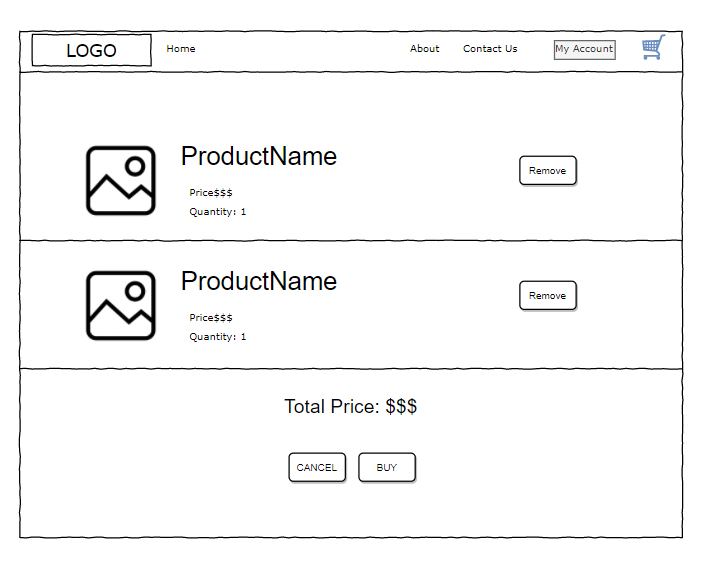 LOGO Home About Contact Us My Account
ProductName
Remove
Price$$$
Quantity: 1
ProductName
Remove
Price$$$
Quantity: 1
Total Price: $$$
CANCEL BUY